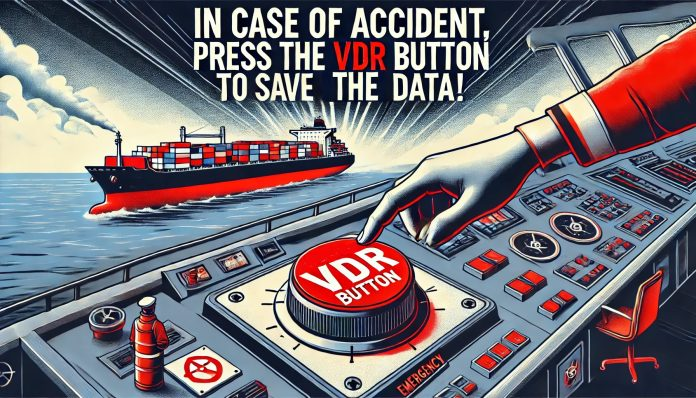 IN CASE OF ACCIDENT,
PRESS THE VDR BUTTON
TO SAVE THE DATA!
VDR
BUTTON
EMERGENCY